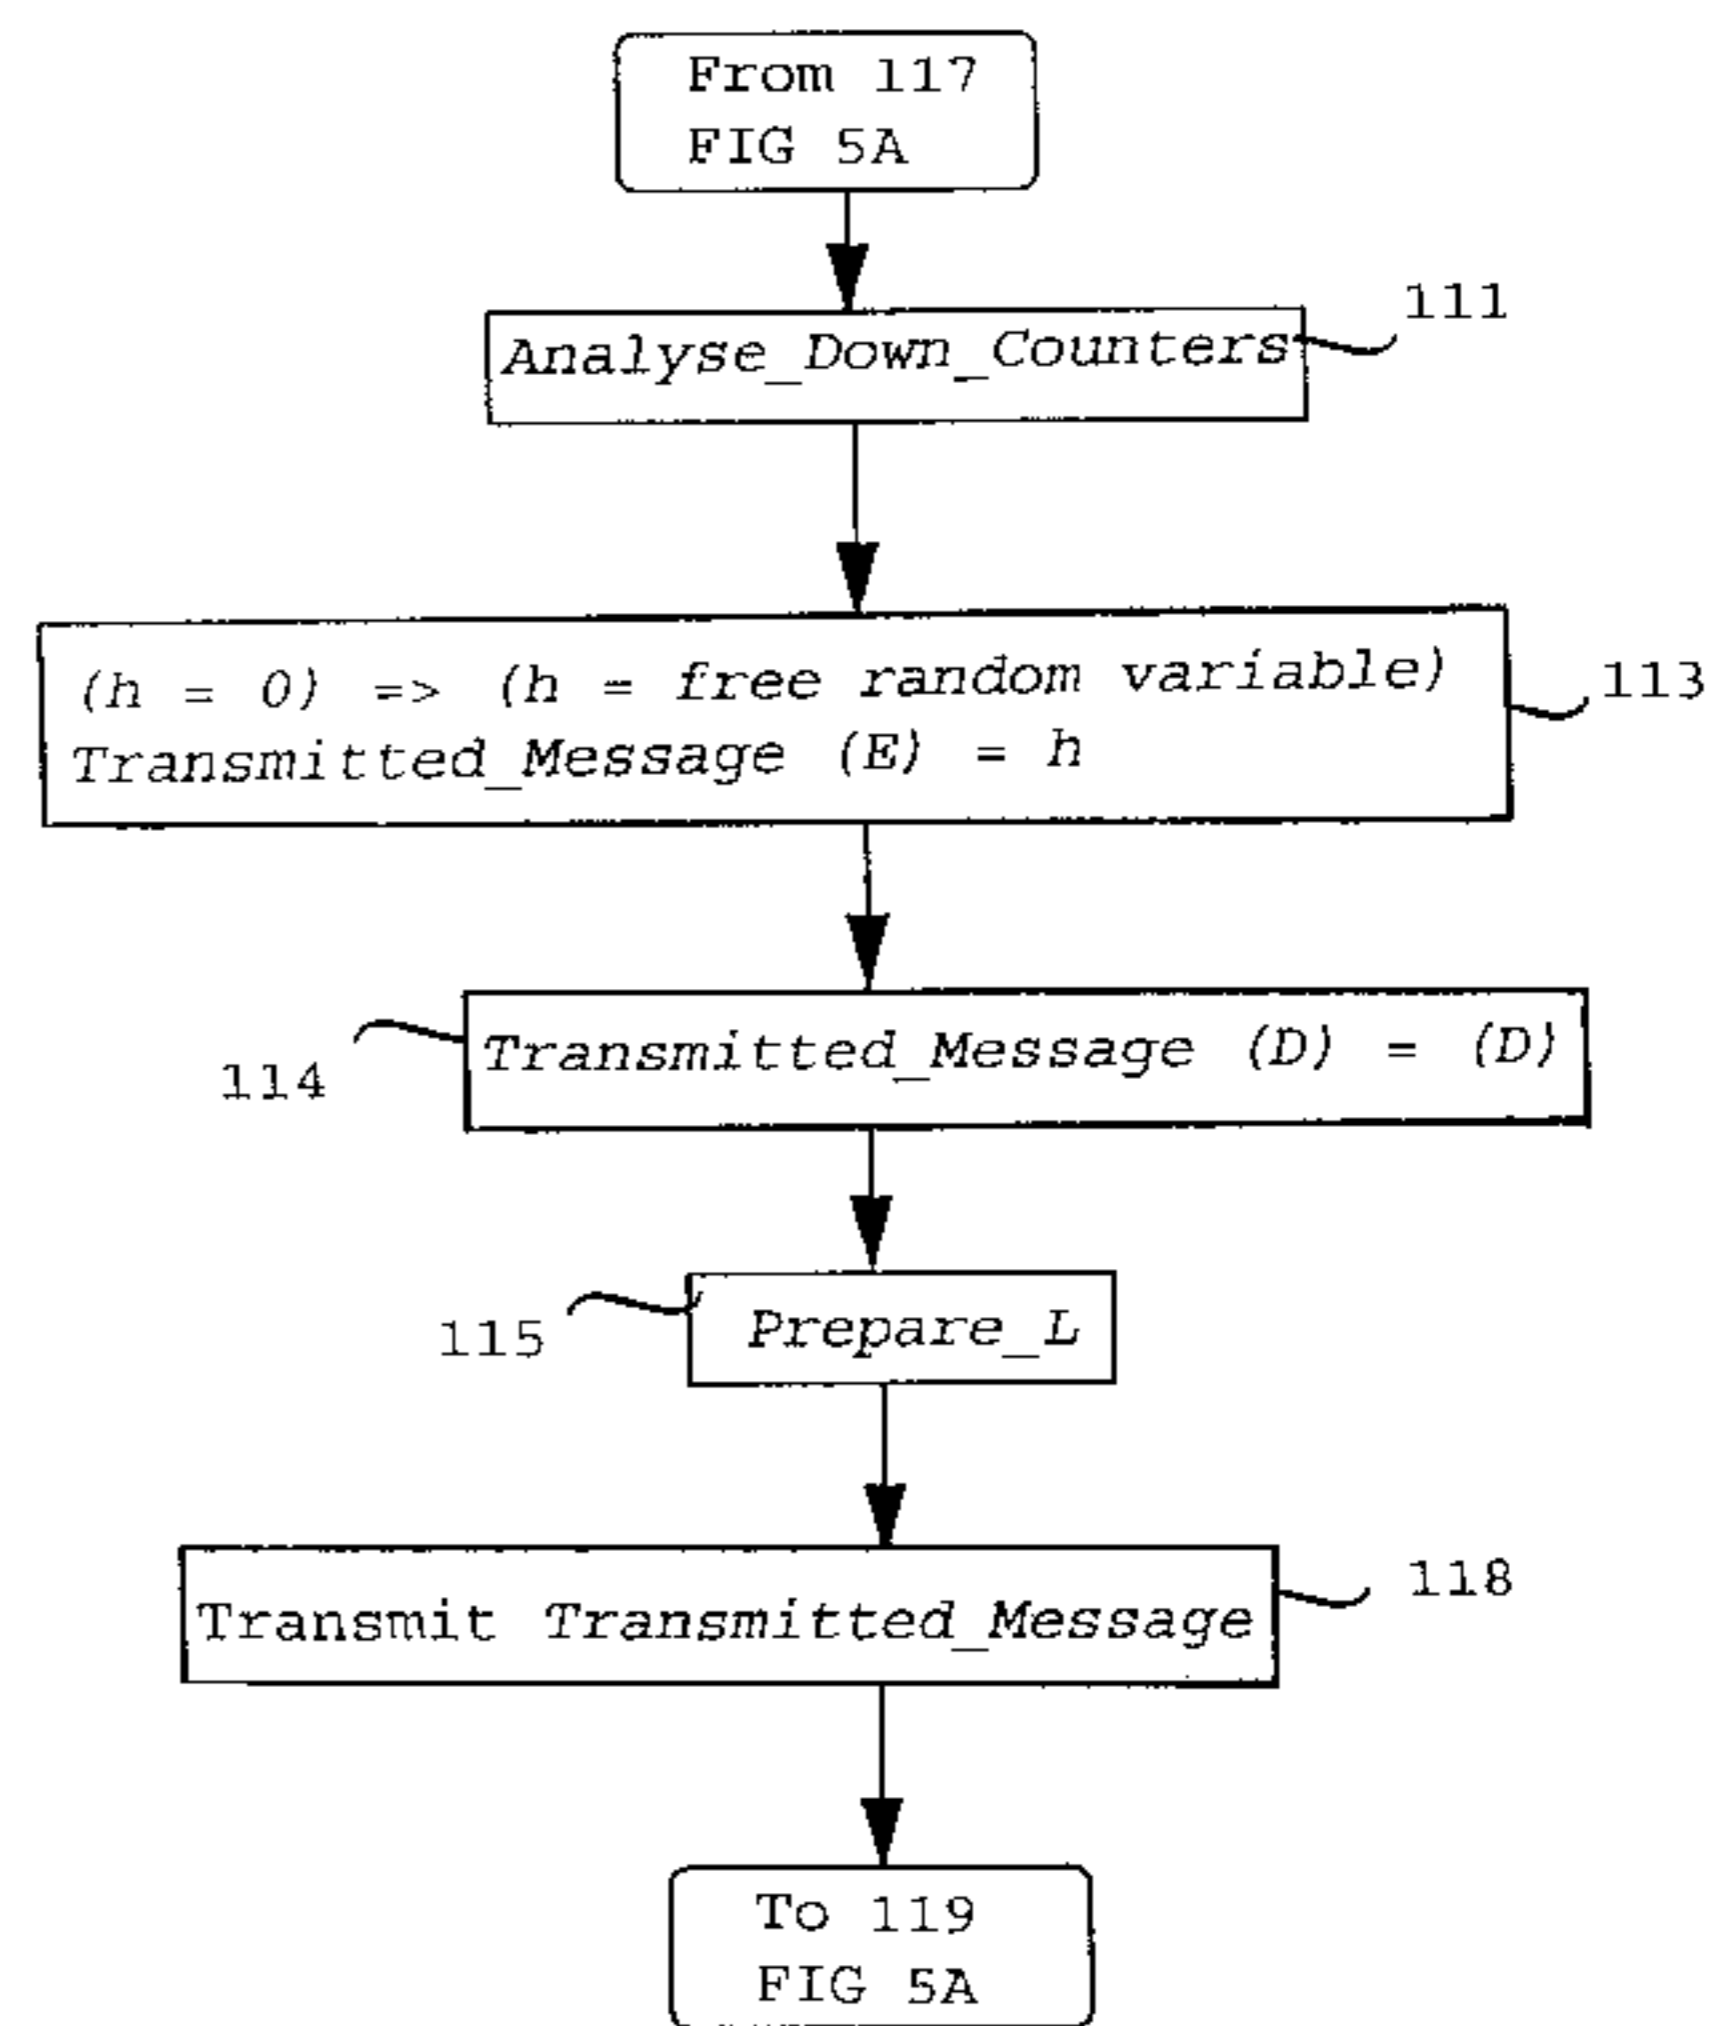 From 117
FIG 5A
Analyse_Down_Counters
111
(h = 0) => (h = free random variable)
Transmitted_Message (E) = h
113
Transmitted_Message (D) = (D)
114
Prepare_L
115
Transmit Transmitted_Message
118
To 119
FIG 5A